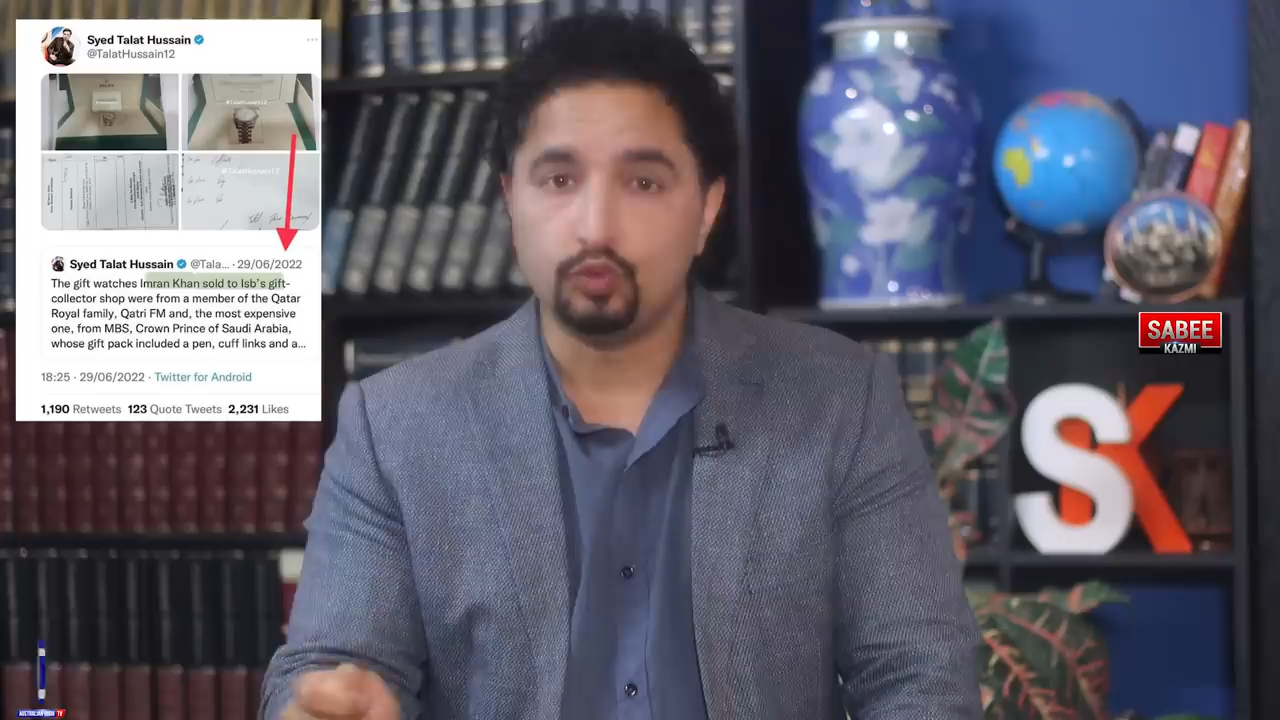 Syed Talat Hussain
@TalatHussain12
#TalatHussain12
#TalatHussain12
Syed Talat Hussain @Tala... · 29/06/2022
The gift watches Imran Khan sold to Isb's gift-
collector shop were from a member of the Qatar
Royal family, Qatri FM and, the most expensive
one, from MBS, Crown Prince of Saudi Arabia,
whose gift pack included a pen, cuff links and a...
18:25 · 29/06/2022 · Twitter for Android
1,190 Retweets 123 Quote Tweets 2,231 Likes
SABEE
KAZMI
SK
TV